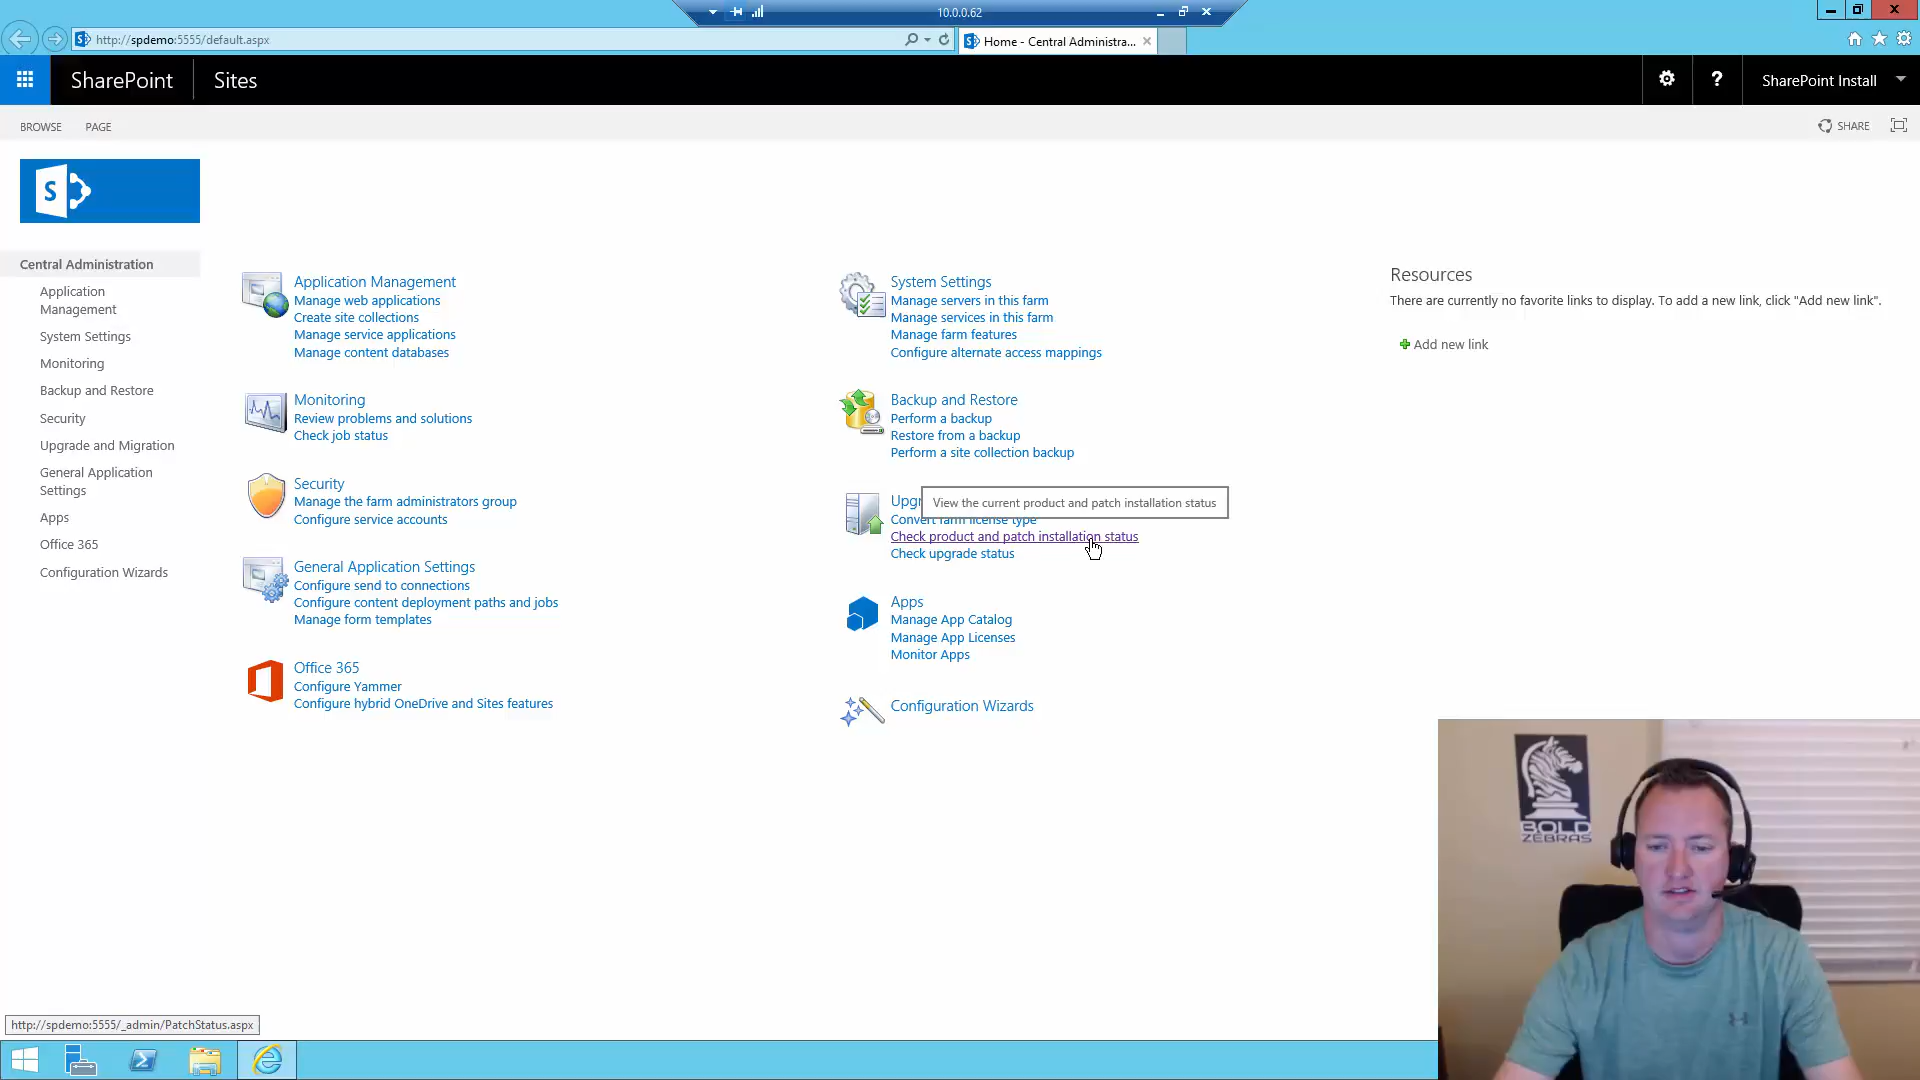 10.0.0.62
http://spdemo:5555/default.aspx
Home - Central Administra...
SharePoint
Sites
?
SharePoint Install
BROWSE
PAGE
SHARE
S
Central Administration
Application
Management
System Settings
Monitoring
Backup and Restore
Security
Upgrade and Migration
General Application
Settings
Apps
Office 365
Configuration Wizards
Application Management
Manage web applications
Create site collections
Manage service applications
Manage content databases
Monitoring
Review problems and solutions
Check job status
Security
Manage the farm administrators group
Configure service accounts
General Application Settings
Configure send to connections
Configure content deployment paths and jobs
Manage form templates
Office 365
Configure Yammer
Configure hybrid OneDrive and Sites features
System Settings
Manage servers in this farm
Manage services in this farm
Manage farm features
Configure alternate access mappings
Backup and Restore
Perform a backup
Restore from a backup
Perform a site collection backup
Upgr
View the current product and patch installation status
Convert farm license type
Check product and patch installation status
Check upgrade status
Apps
Manage App Catalog
Manage App Licenses
Monitor Apps
Configuration Wizards
Resources
There are currently no favorite links to display. To add a new link, click "Add new link".
Add new link
BOLD
ZEBRAS
http://spdemo:5555/_admin/PatchStatus.aspx